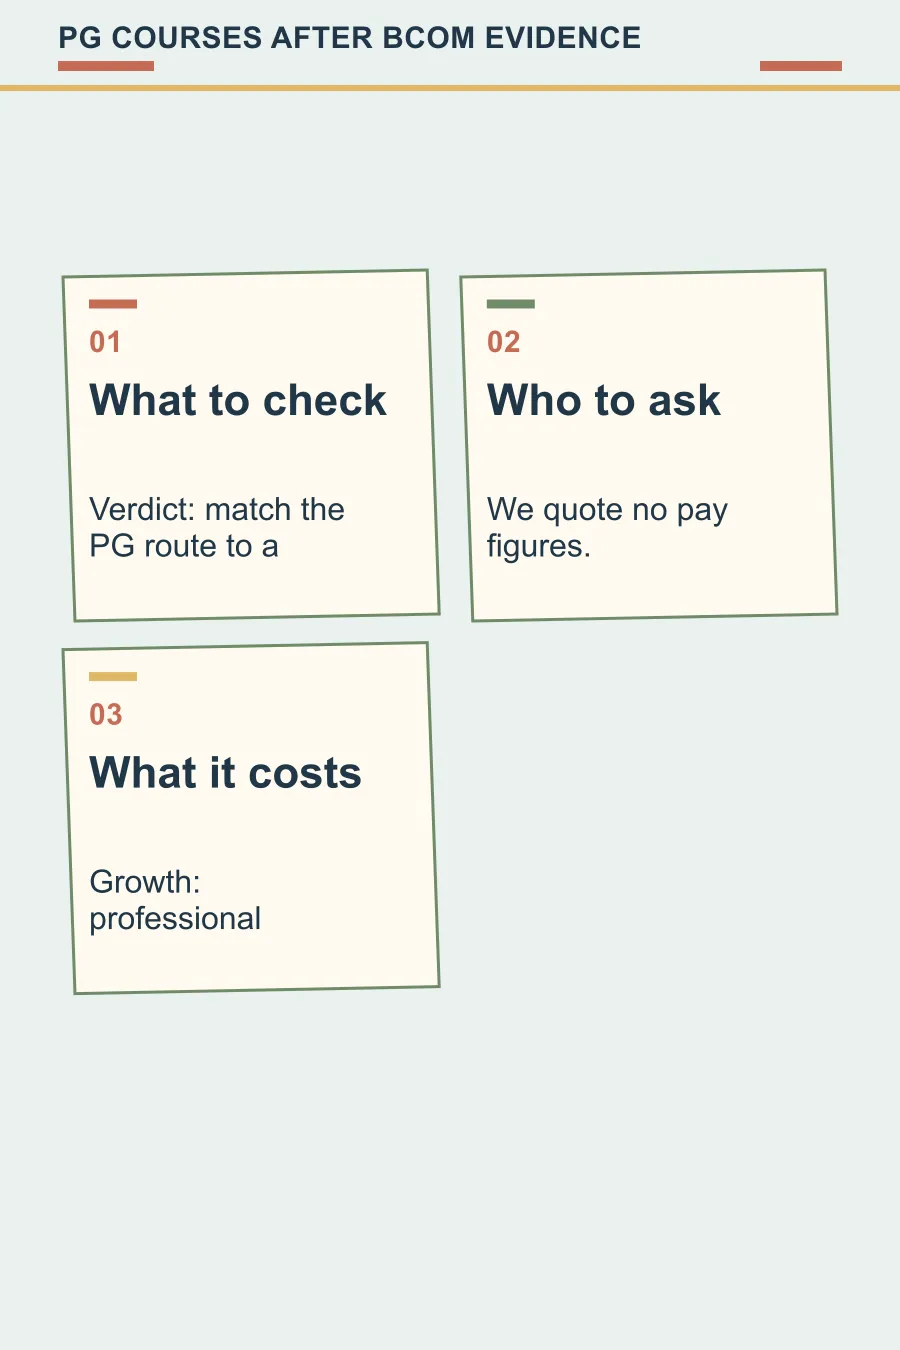 PG COURSES AFTER BCOM EVIDENCE
01
What to check
Verdict: match the
PG route to a
02
Who to ask
We quote no pay
figures.
03
What it costs
Growth:
professional